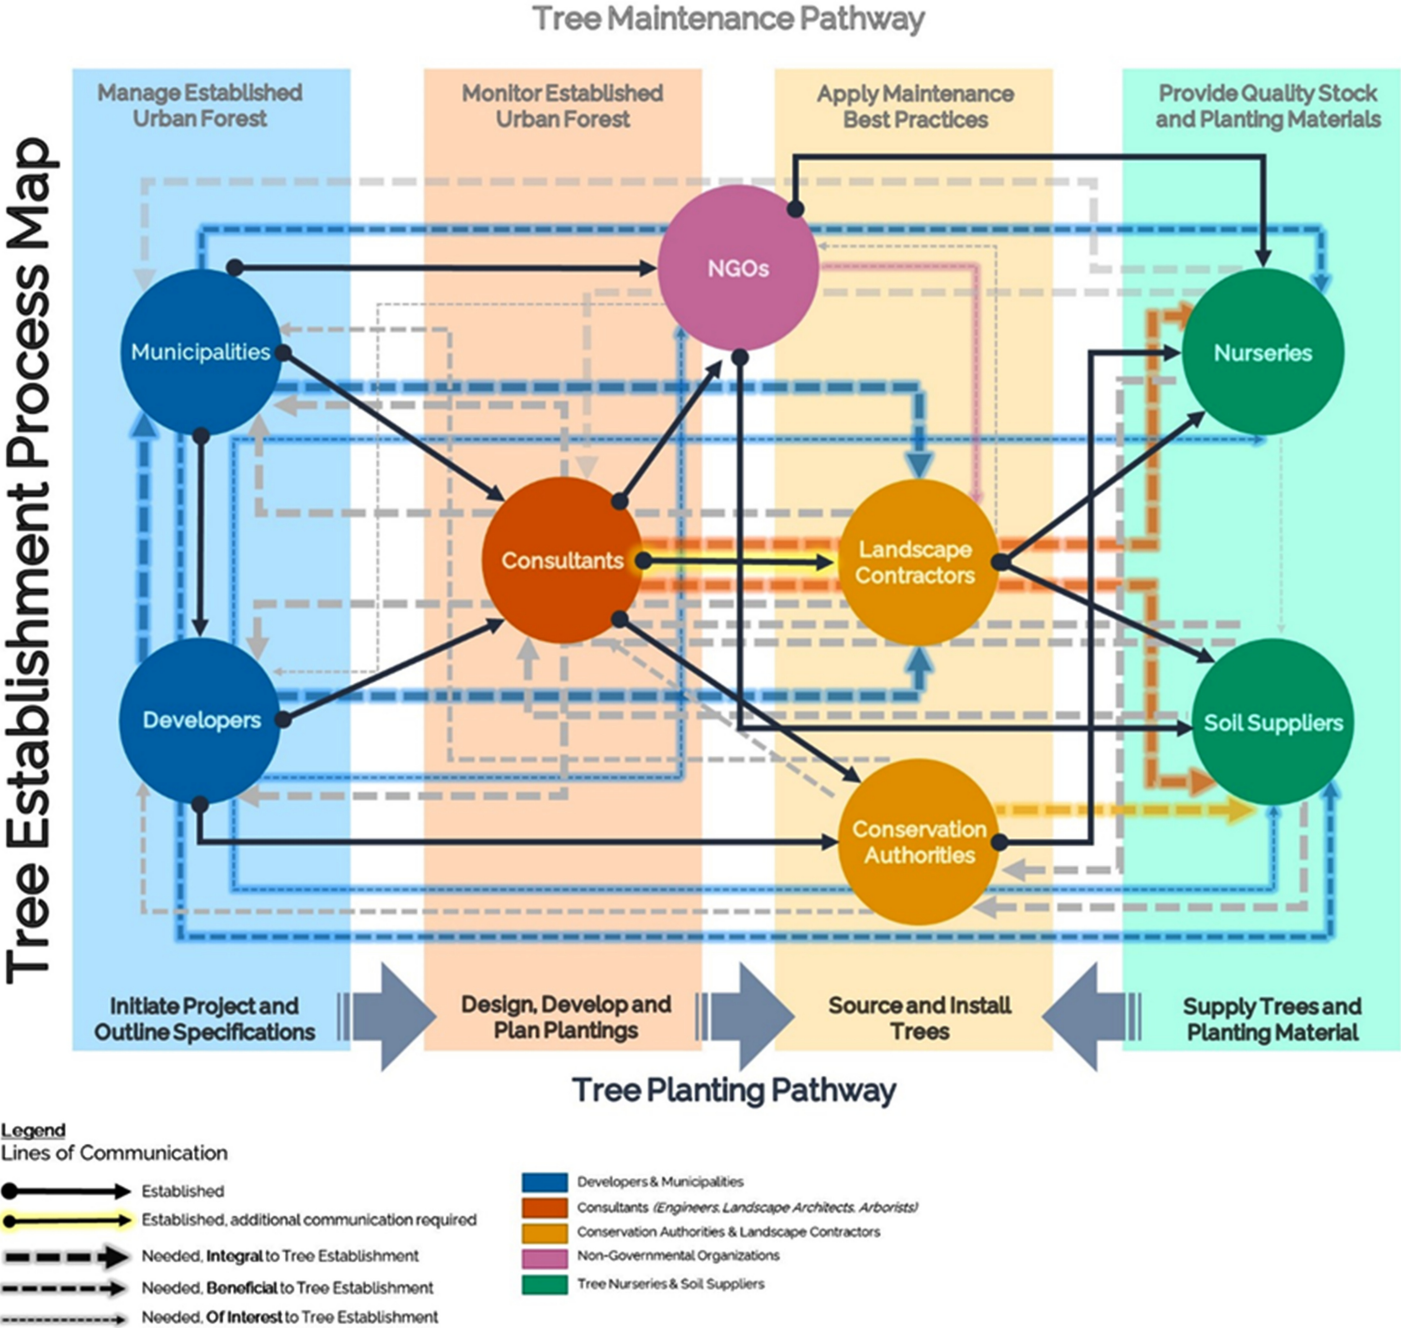 Tree Maintenance Pathway
Tree Establishment Process Map
Manage Established
Urban Forest
Monitor Established
Urban Forest
Apply Maintenance
Best Practices
Provide Quality Stock
and Planting Materials
NGOs
Municipalities
Nurseries
Consultants
Landscape
Contractors
Developers
Soil Suppliers
Conservation
Authorities
Initiate Project and
Outline Specifications
Design, Develop and
Plan Plantings
Source and Install
Trees
Supply Trees and
Planting Material
Tree Planting Pathway
Legend
Lines of Communication
Established
Established, additional communication required
Needed, Integral to Tree Establishment
Needed, Beneficial to Tree Establishment
Needed, Of Interest to Tree Establishment
Developers & Municipalities
Consultants (Engineers, Landscape Architects, Arborists)
Conservation Authorities & Landscape Contractors
Non-Governmental Organizations
Tree Nurseries & Soil Suppliers